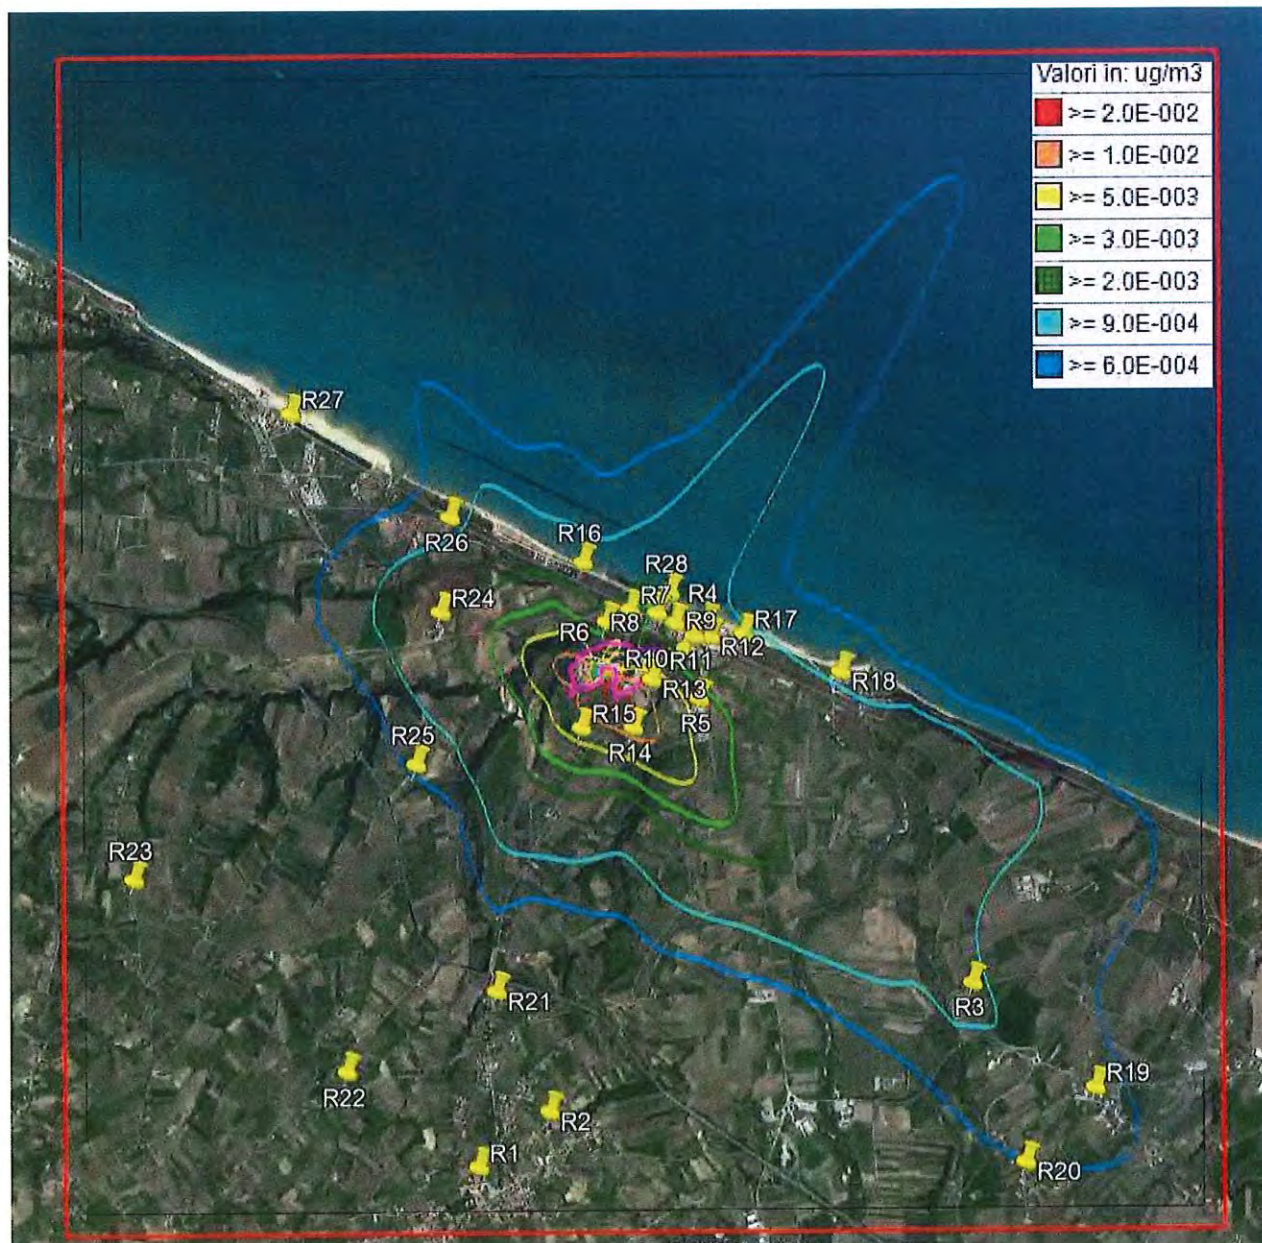 Valori in: ug/m3
>= 2.0E-002
>= 1.0E-002
>= 5.0E-003
>= 3.0E-003
>= 2.0E-003
>= 9.0E-004
>= 6.0E-004
R27
R26
R16
R28
R24
R7
R4
R8
R9
R17
R6
R12
R10
R11
R18
R13
R15
R5
R14
R25
R23
R21
R3
R22
R19
R2
R1
R20